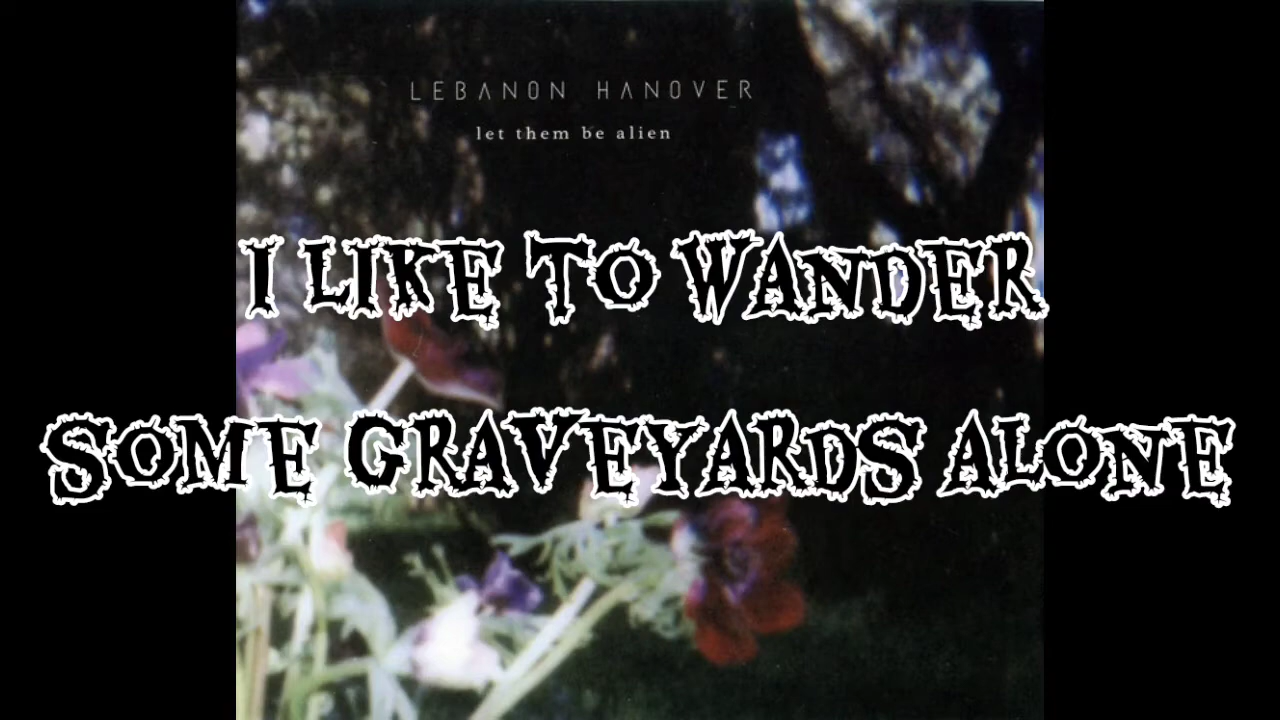 LEBANON HANOVER
let them be alien
I LIKE TO WANDER
SOME GRAVEYARDS ALONE